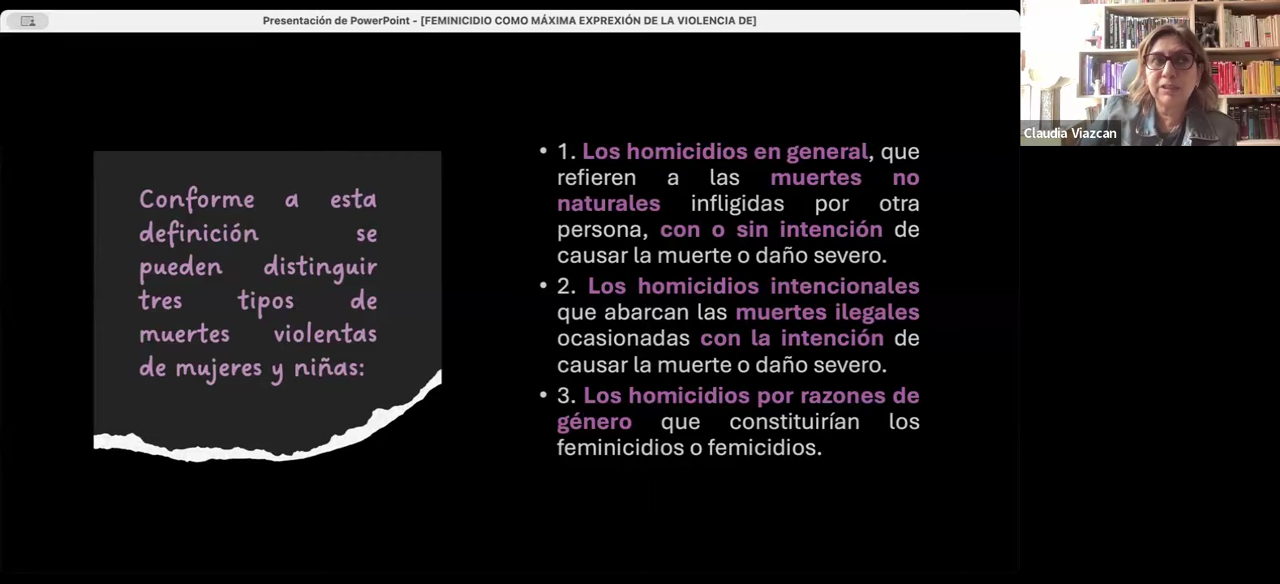 Presentación de PowerPoint - [FEMINICIDIO COMO MÁXIMA EXPREXIÓN DE LA VIOLENCIA DE]
Claudia Viazcan
Conforme a esta
definición se
pueden distinguir
tres tipos de
muertes violentas
de mujeres y niñas:
• 1. Los homicidios en general, que
refieren a las muertes no
naturales infligidas por otra
persona, con o sin intención de
causar la muerte o daño severo.
• 2. Los homicidios intencionales
que abarcan las muertes ilegales
ocasionadas con la intención de
causar la muerte o daño severo.
• 3. Los homicidios por razones de
género que constituirían los
feminicidios o femicidios.